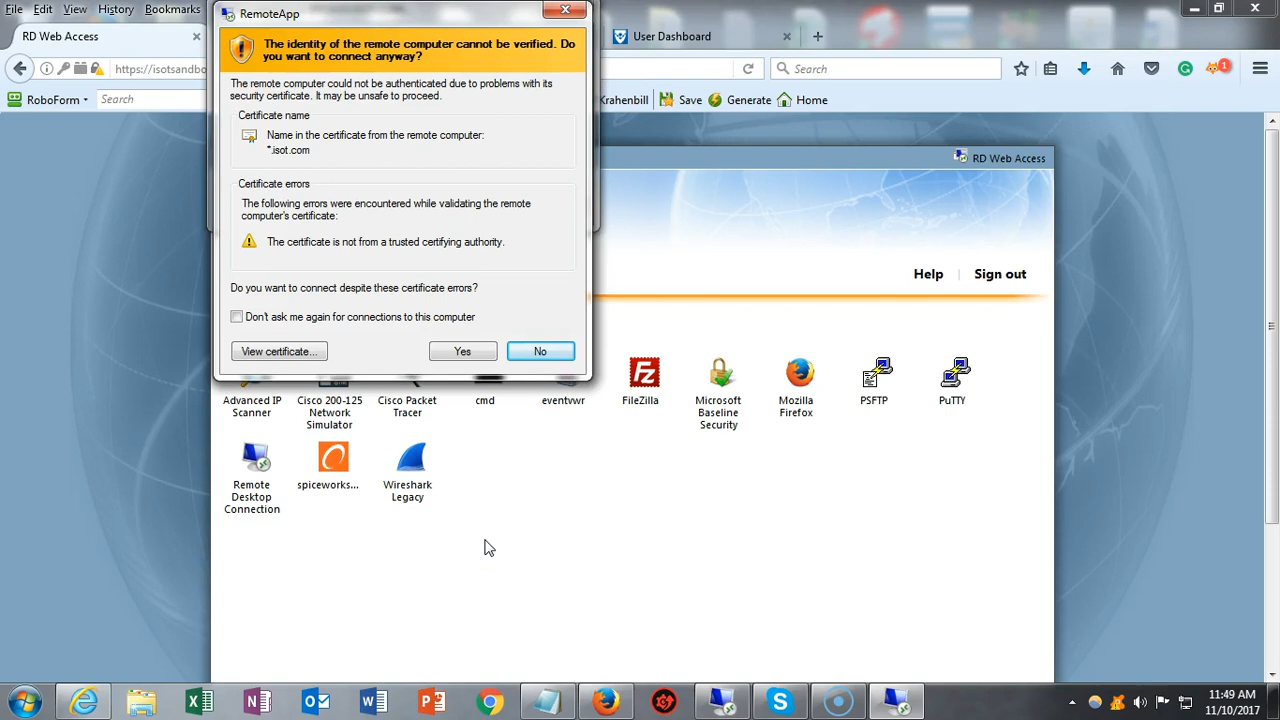 File Edit View History Bookmarks
RemoteApp
RD Web Access
User Dashboard
https://isotsandbo
Search
1
RoboForm
Search
Krahenbill Save Generate Home
The identity of the remote computer cannot be verified. Do
you want to connect anyway?
The remote computer could not be authenticated due to problems with its
security certificate. It may be unsafe to proceed.
Certificate name
Name in the certificate from the remote computer:
*.isot.com
Certificate errors
The following errors were encountered while validating the remote
computer's certificate:
The certificate is not from a trusted certifying authority.
Do you want to connect despite these certificate errors?
Don't ask me again for connections to this computer
View certificate... Yes No
RD Web Access
Help | Sign out
Advanced IP
Scanner
Cisco 200-125
Network
Simulator
Cisco Packet
Tracer
cmd
eventvwr
FileZilla
Microsoft
Baseline
Security
Mozilla
Firefox
PSFTP
PuTTY
Remote
Desktop
Connection
spiceworks...
Wireshark
Legacy
11:49 AM
11/10/2017